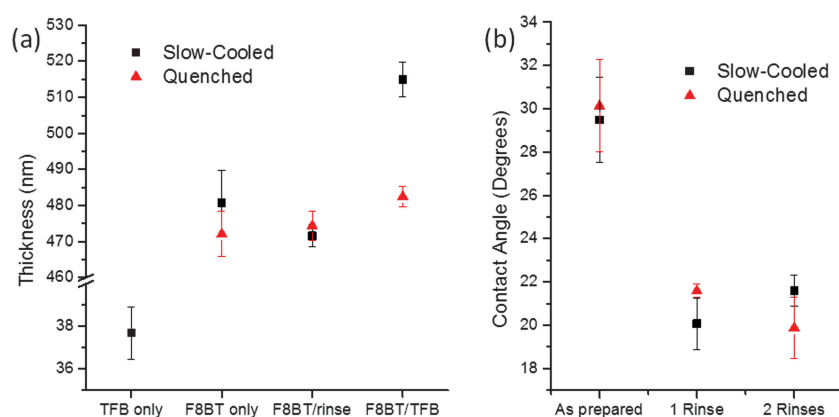 (a)
Slow-Cooled
Quenched
Thickness (nm)
530
520
510
500
490
480
470
460
38
37
36
TFB only
F8BT only
F8BT/rinse
F8BT/TFB
(b)
Slow-Cooled
Quenched
Contact Angle (Degrees)
34
32
30
28
26
24
22
20
18
As prepared
1 Rinse
2 Rinses